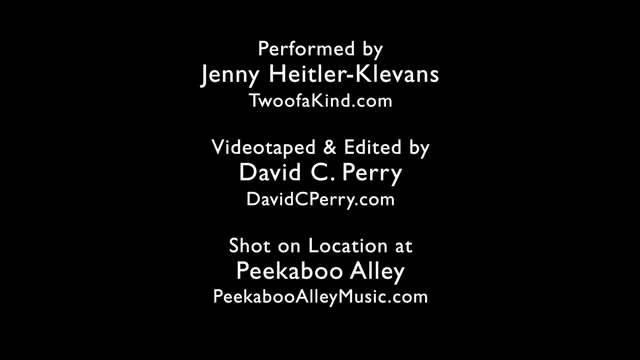 Performed by
Jenny Heitler-Klevans
TwoofaKind.com
Videotaped & Edited by
David C. Perry
DavidCPerry.com
Shot on Location at
Peekaboo Alley
PeekabooAlleyMusic.com